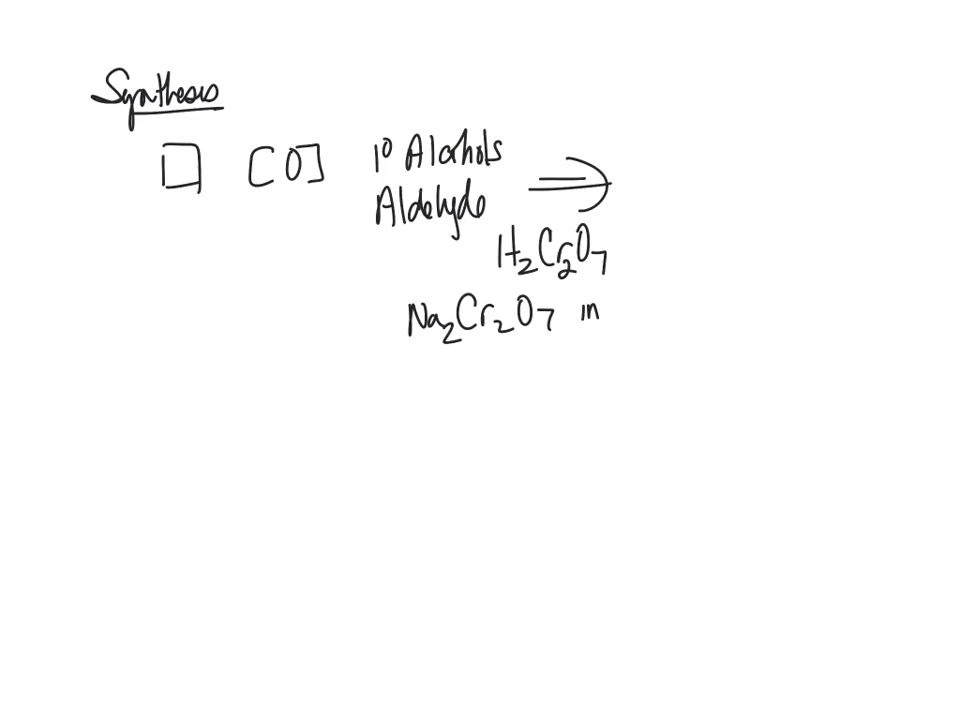 Synthesis
[O] 1° Alcohols
Aldehyde
H₂Cr₂O₇
Na₂Cr₂O₇ in